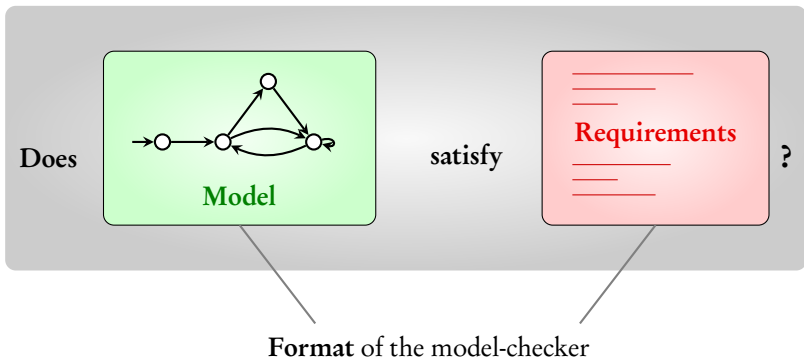 Does
Model
satisfy
Requirements
?
Format of the model-checker